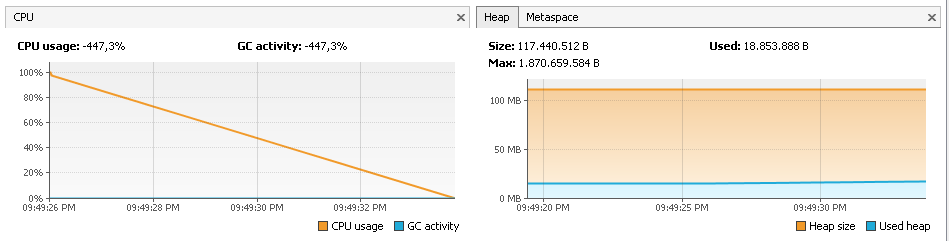 CPU
CPU usage: -447,3% GC activity: -447,3%
100%
80%
60%
40%
20%
0%
09:49:26 PM 09:49:28 PM 09:49:30 PM 09:49:32 PM
CPU usage GC activity
Heap Metaspace
Size: 117.440.512 B Used: 18.853.888 B
Max: 1.870.659.584 B
100 MB
50 MB
0 MB
09:49:20 PM 09:49:25 PM 09:49:30 PM
Heap size Used heap